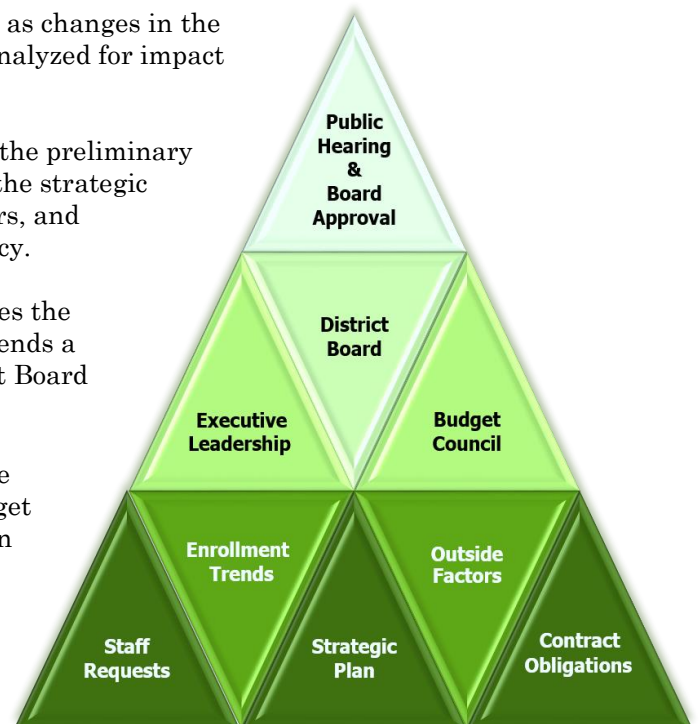 as changes in the
nalyzed for impact
the preliminary
the strategic
rs, and
cy.
es the
ends a
t Board
e
get
n
Public
Hearing
&
Board
Approval
District
Board
Executive
Leadership
Budget
Council
Enrollment
Trends
Outside
Factors
Staff
Requests
Strategic
Plan
Contract
Obligations